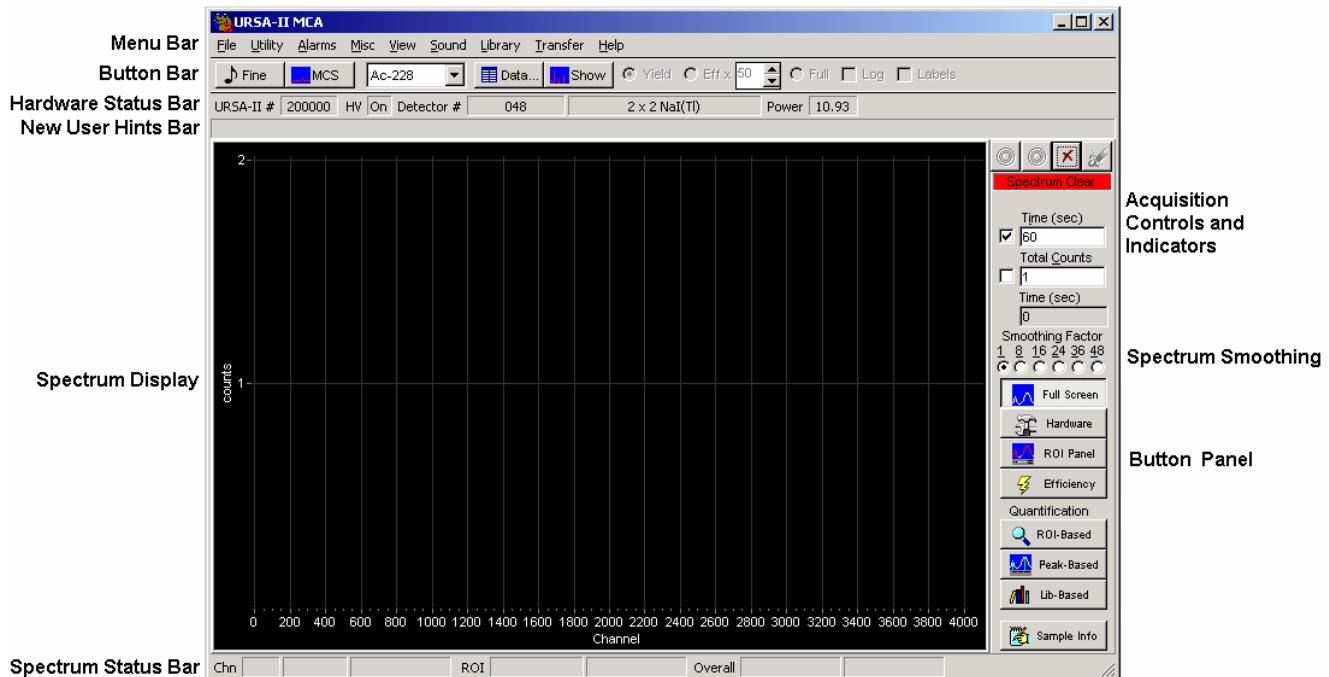 URSA-II MCA
Menu Bar
File Utility Alarms Misc View Sound Library Transfer Help
Button Bar
Fine MCS Ac-228 Data... Show Yield Eff x 50 Full Log Labels
Hardware Status Bar
URSA-II # 200000 HV On Detector # 048 2 x 2 NaI(Tl) Power 10.93
New User Hints Bar
Spectrum Clear
Acquisition
Controls and
Indicators
Time (sec)
60
Total Counts
1
Time (sec)
0
Smoothing Factor
1 8 16 24 36 48
Spectrum Smoothing
Spectrum Display
2
counts
1
Full Screen
Hardware
ROI Panel
Efficiency
Button Panel
Quantification
ROI-Based
Peak-Based
Lib-Based
Sample Info
0 200 400 600 800 1000 1200 1400 1600 1800 2000 2200 2400 2600 2800 3000 3200 3400 3600 3800 4000
Channel
Spectrum Status Bar
Chn ROI Overall